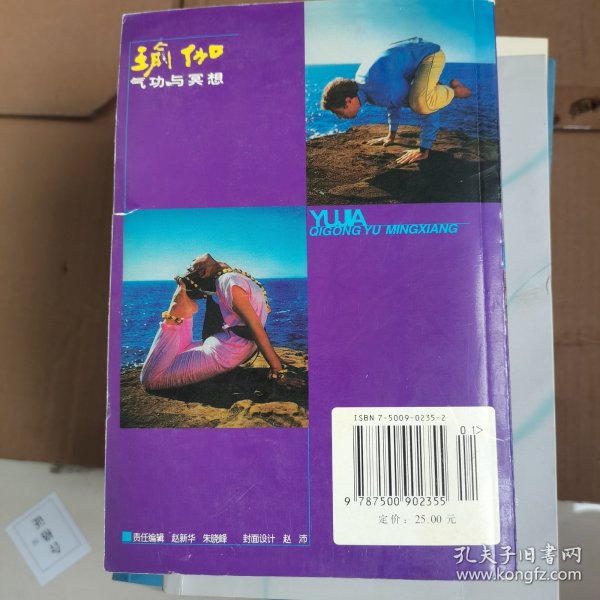 瑜伽
气功与冥想
YUJIA
QIGONG YU MINGXIANG
ISBN 7-5009-0235-2
01>
9 787500 902355
定价：25.00 元
责任编辑 赵新华 朱晓峰 封面设计 赵 沛
孔夫子旧书网
www.kongfz.com